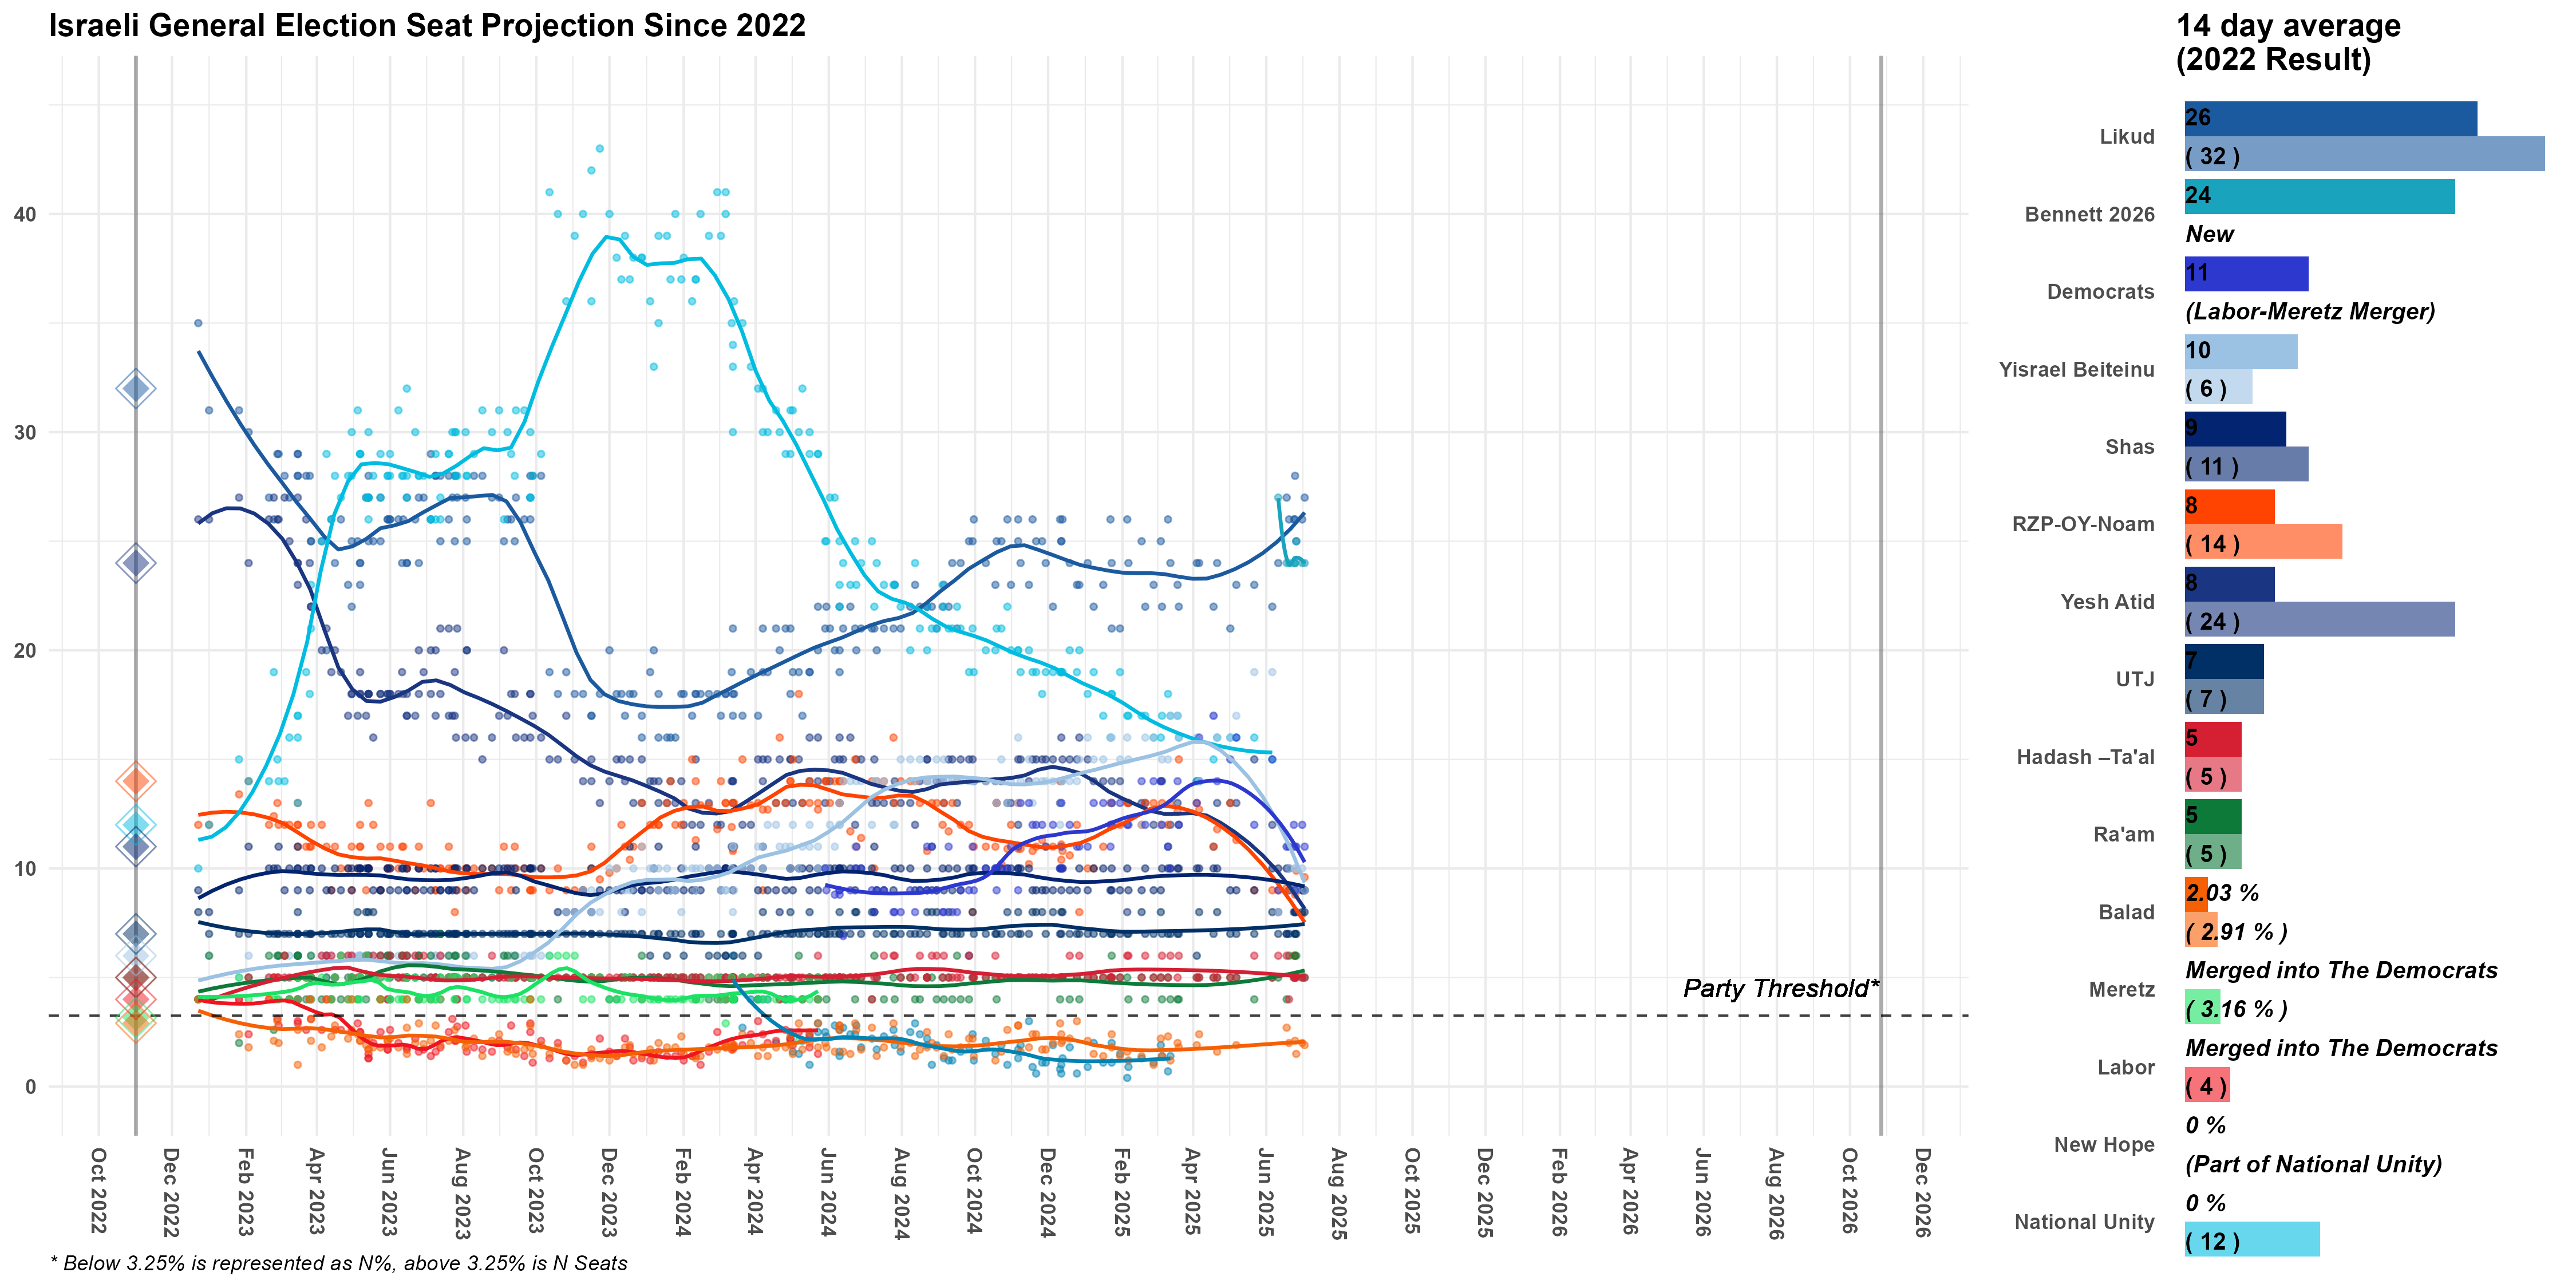 Israeli General Election Seat Projection Since 2022
14 day average
(2022 Result)
40
30
20
10
0
Party Threshold*
Oct 2022
Dec 2022
Feb 2023
Apr 2023
Jun 2023
Aug 2023
Oct 2023
Dec 2023
Feb 2024
Apr 2024
Jun 2024
Aug 2024
Oct 2024
Dec 2024
Feb 2025
Apr 2025
Jun 2025
Aug 2025
Oct 2025
Dec 2025
Feb 2026
Apr 2026
Jun 2026
Aug 2026
Oct 2026
Dec 2026
* Below 3.25% is represented as N%, above 3.25% is N Seats
Likud
26
( 32 )
Bennett 2026
24
New
Democrats
11
(Labor-Meretz Merger)
Yisrael Beiteinu
10
( 6 )
Shas
9
( 11 )
RZP-OY-Noam
8
( 14 )
Yesh Atid
8
( 24 )
UTJ
7
( 7 )
Hadash –Ta'al
5
( 5 )
Ra'am
5
( 5 )
Balad
2.03 %
( 2.91 % )
Meretz
Merged into The Democrats
( 3.16 % )
Labor
Merged into The Democrats
( 4 )
New Hope
0 %
(Part of National Unity)
National Unity
0 %
( 12 )